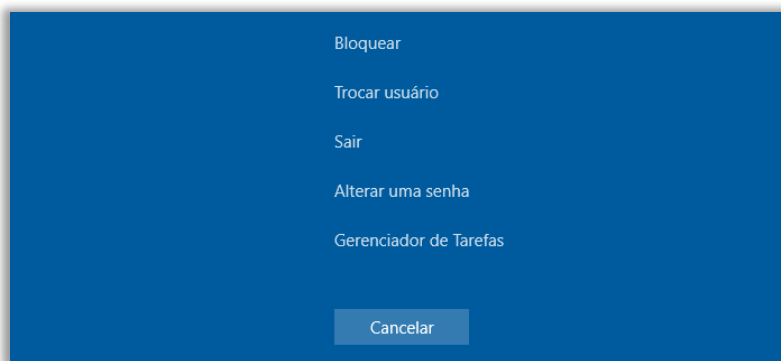 Bloquear
Trocar usuário
Sair
Alterar uma senha
Gerenciador de Tarefas
Cancelar